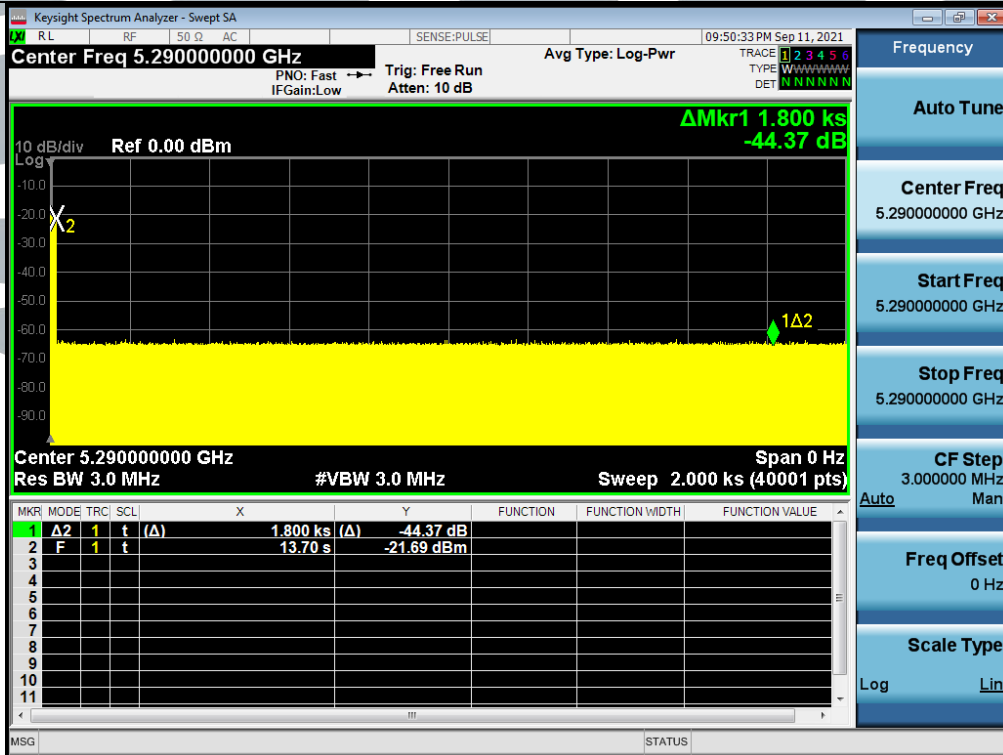 Keysight Spectrum Analyzer - Swept SA
LXI RL RF 50 Ω AC SENSE:PULSE 09:50:33 PM Sep 11, 2021
Center Freq 5.290000000 GHz
PNO: Fast
IFGain:Low
Trig: Free Run
Atten: 10 dB
Avg Type: Log-Pwr
TRACE 1 2 3 4 5 6
TYPE WWWWWW
DET N N N N N N
ΔMkr1 1.800 ks
-44.37 dB
10 dB/div Ref 0.00 dBm
Log
-10.0
-20.0
-30.0
-40.0
-50.0
-60.0
-70.0
-80.0
-90.0
X2
1Δ2
Center 5.290000000 GHz Span 0 Hz
Res BW 3.0 MHz #VBW 3.0 MHz Sweep 2.000 ks (40001 pts)
MKR MODE TRC SCL X Y FUNCTION FUNCTION WIDTH FUNCTION VALUE
1 Δ2 1 t (Δ) 1.800 ks (Δ) -44.37 dB
2 F 1 t 13.70 s -21.69 dBm
3
4
5
6
7
8
9
10
11
MSG STATUS
Frequency
Auto Tune
Center Freq
5.290000000 GHz
Start Freq
5.290000000 GHz
Stop Freq
5.290000000 GHz
CF Step
3.000000 MHz
Auto Man
Freq Offset
0 Hz
Scale Type
Log Lin